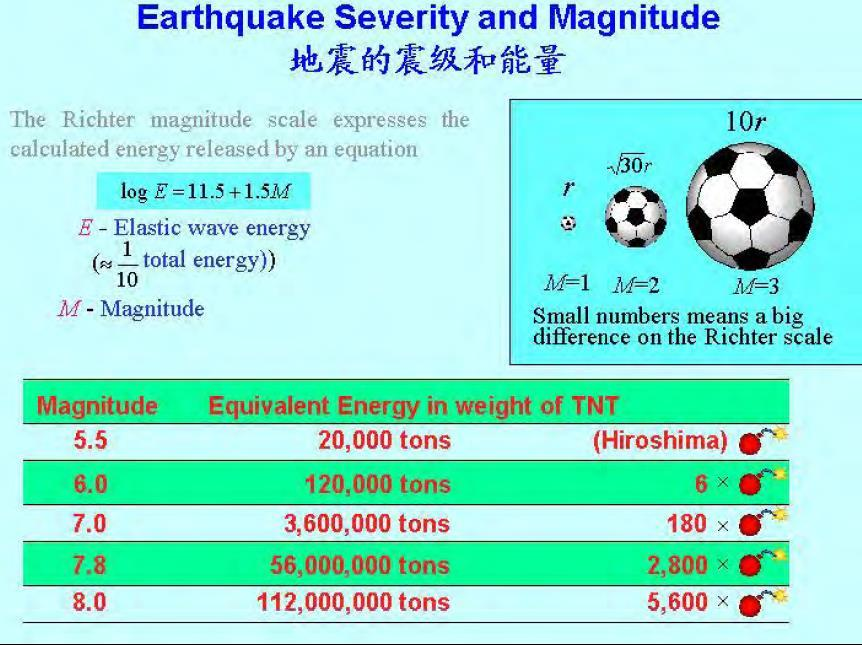 Earthquake Severity and Magnitude
地震的震级和能量
The Richter magnitude scale expresses the
calculated energy released by an equation
log E = 11.5 + 1.5M
E - Elastic wave energy
(≈ 1/10 total energy))
M - Magnitude
10r
√30r
r
M=1 M=2 M=3
Small numbers means a big
difference on the Richter scale
Magnitude Equivalent Energy in weight of TNT
5.5 20,000 tons (Hiroshima)
6.0 120,000 tons 6 ×
7.0 3,600,000 tons 180 ×
7.8 56,000,000 tons 2,800 ×
8.0 112,000,000 tons 5,600 ×